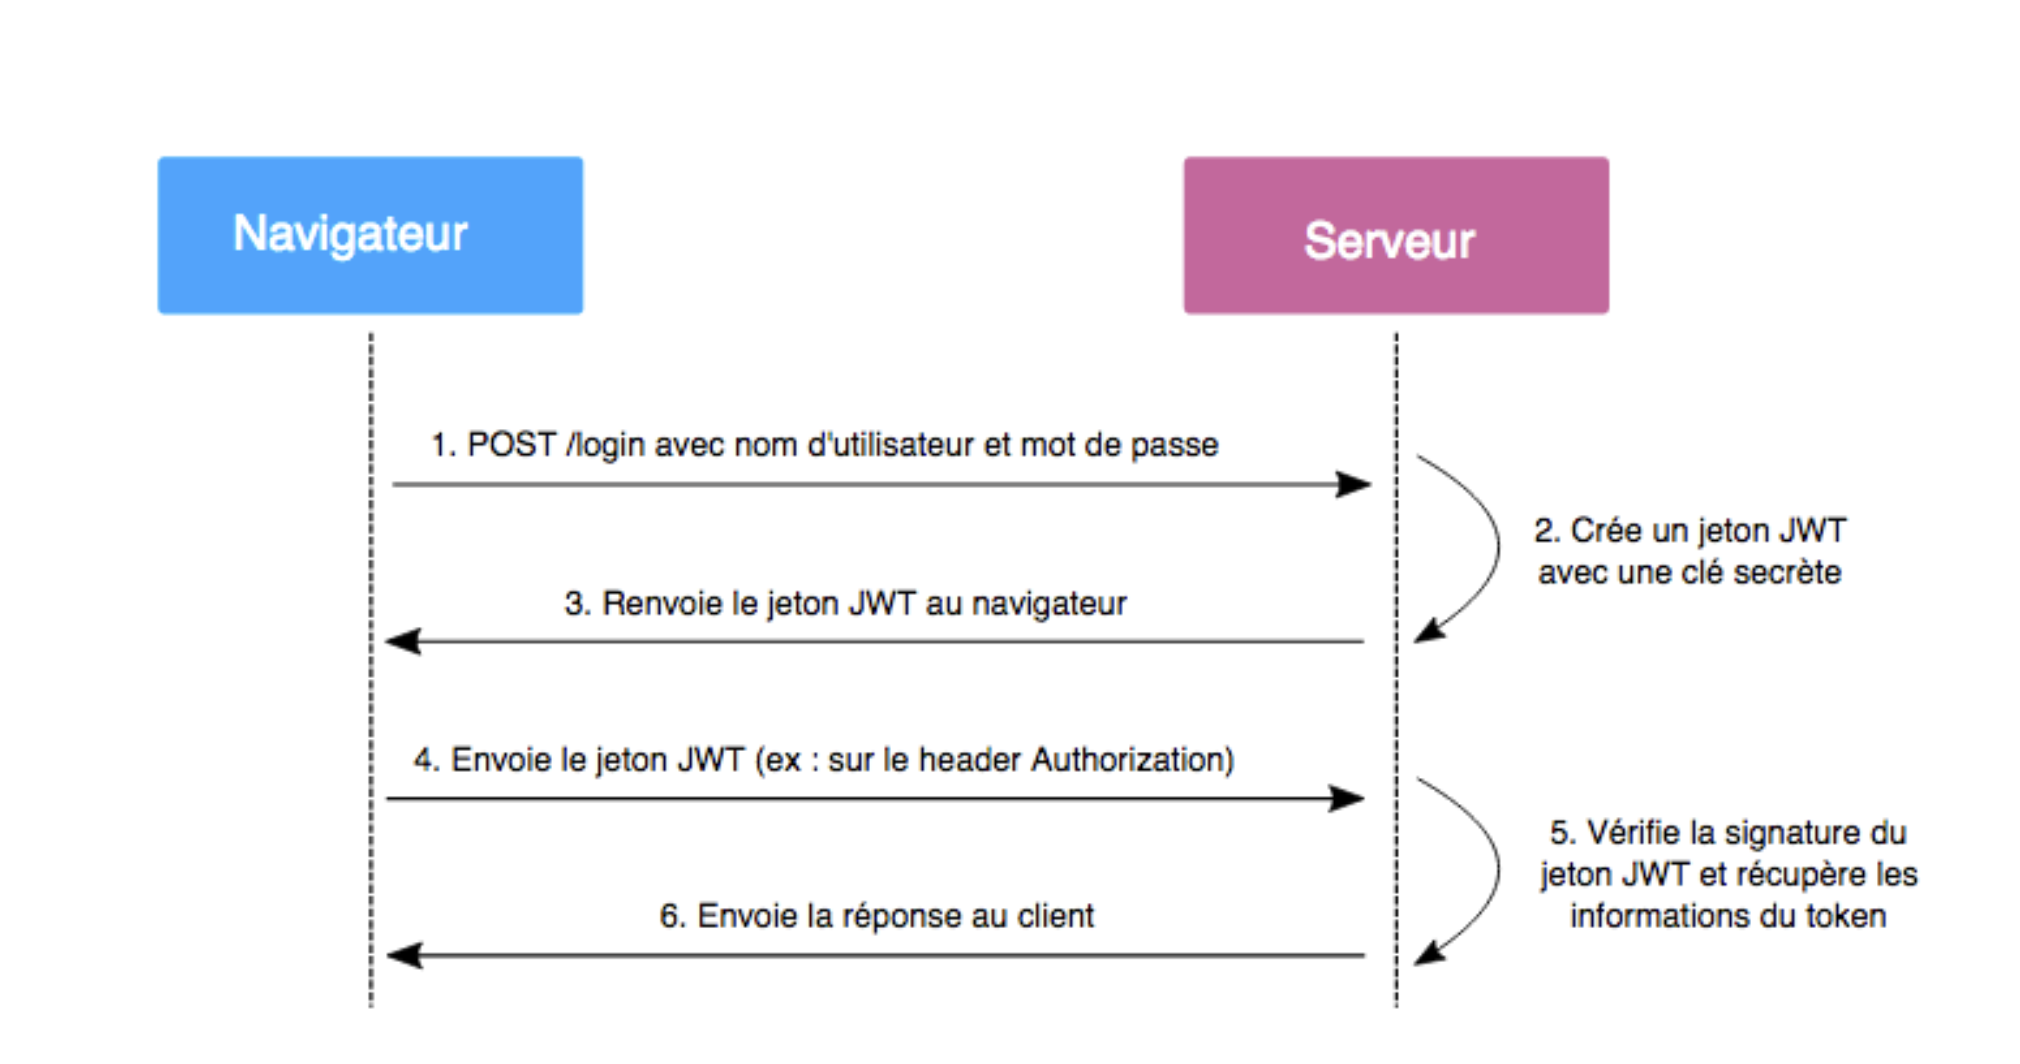 Navigateur
Serveur
1. POST /login avec nom d'utilisateur et mot de passe
2. Crée un jeton JWT
avec une clé secrète
3. Renvoie le jeton JWT au navigateur
4. Envoie le jeton JWT (ex : sur le header Authorization)
5. Vérifie la signature du
jeton JWT et récupère les
informations du token
6. Envoie la réponse au client